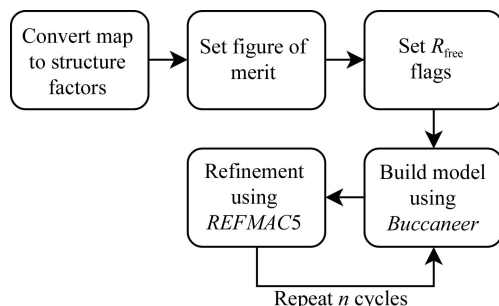 Convert map
to structure
factors
Set figure of
merit
Set R_free
flags
Build model
using
Buccaneer
Refinement
using
REFMAC5
Repeat n cycles